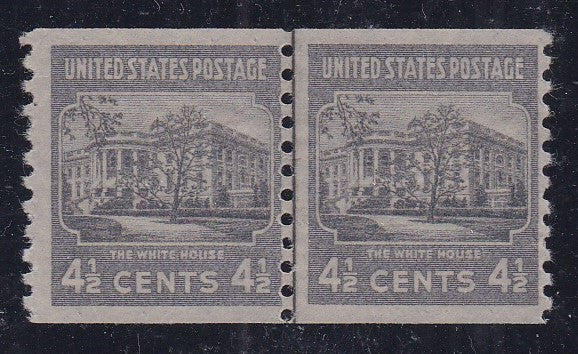 UNITED STATES POSTAGE
THE WHITE HOUSE
4½ CENTS 4½
UNITED STATES POSTAGE
THE WHITE HOUSE
4½ CENTS 4½